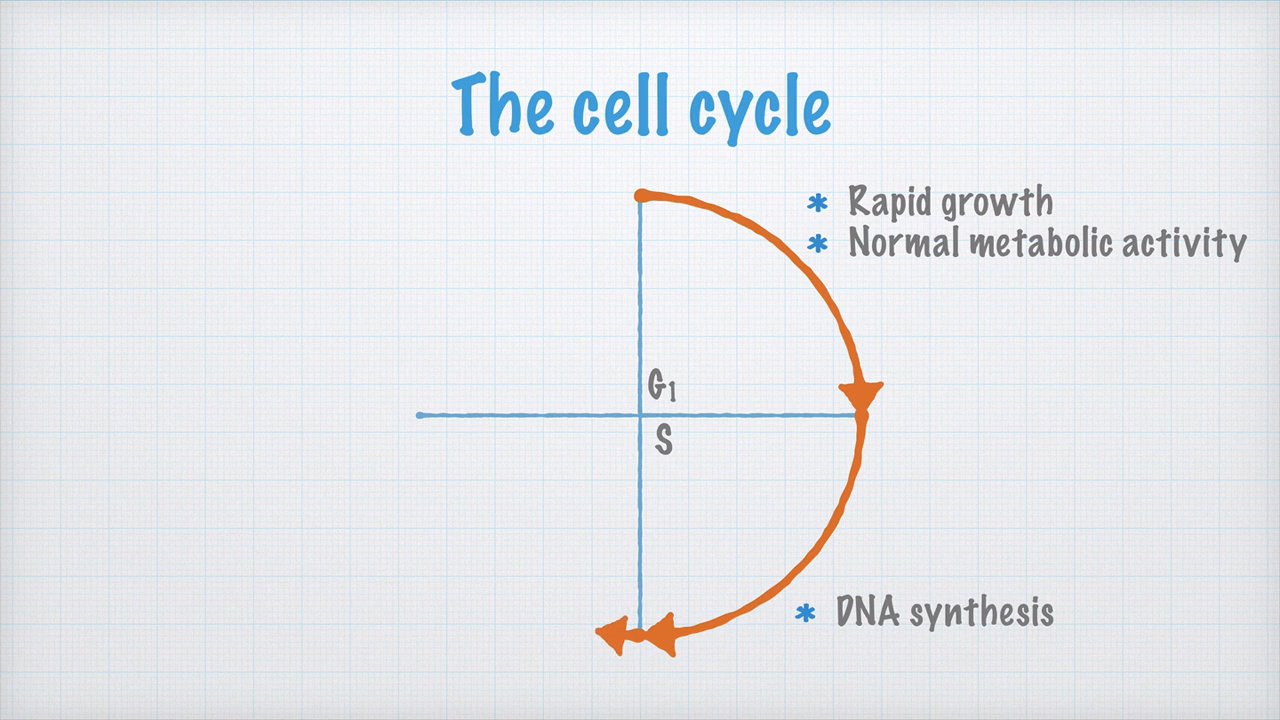 The cell cycle
* Rapid growth
* Normal metabolic activity
G₁
S
* DNA synthesis